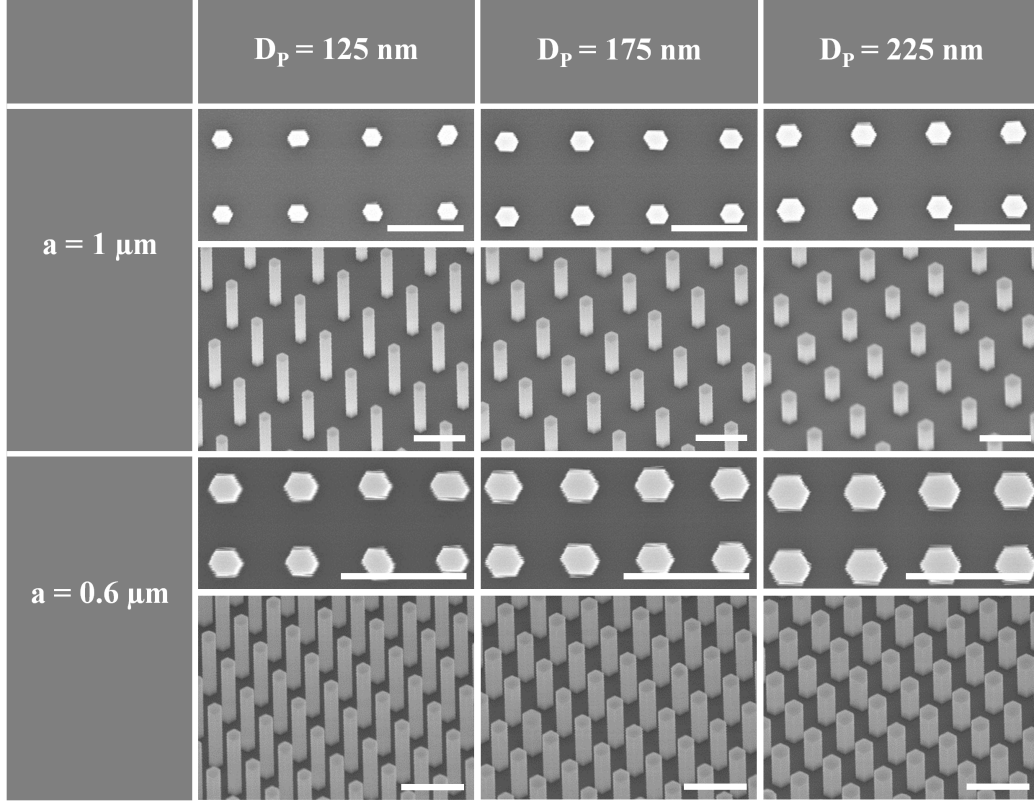 D_P = 125 nm
D_P = 175 nm
D_P = 225 nm
a = 1 μm
a = 0.6 μm